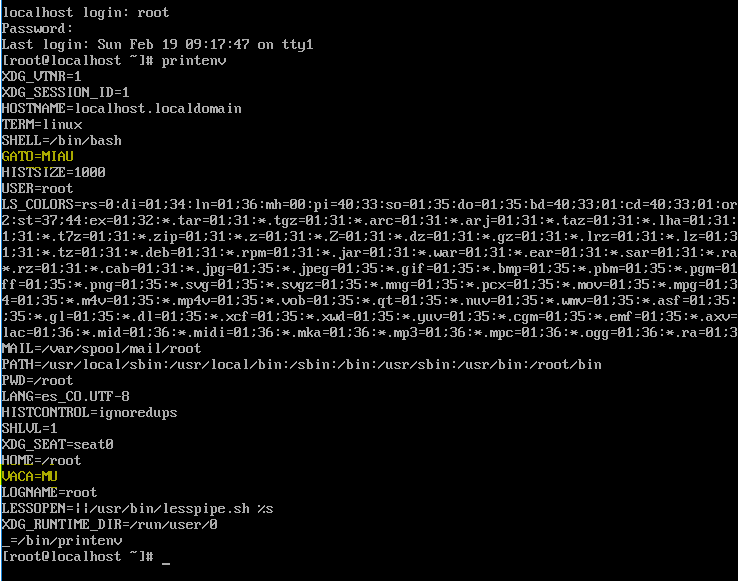 localhost login: root
Password:
Last login: Sun Feb 19 09:17:47 on tty1
[root@localhost ~]# printenv
XDG_VTNR=1
XDG_SESSION_ID=1
HOSTNAME=localhost.localdomain
TERM=linux
SHELL=/bin/bash
GATO=MIAU
HISTSIZE=1000
USER=root
LS_COLORS=rs=0:di=01;34:ln=01;36:mh=00:pi=40;33:so=01;35:do=01;35:bd=40;33;01:cd=40;33;01:or
2:st=37;44:ex=01;32:*.tar=01;31:*.tgz=01;31:*.arc=01;31:*.arj=01;31:*.taz=01;31:*.lha=01;31:
1;31:*.t7z=01;31:*.zip=01;31:*.z=01;31:*.Z=01;31:*.dz=01;31:*.gz=01;31:*.lrz=01;31:*.lz=01;3
1:*.tz=01;31:*.deb=01;31:*.rpm=01;31:*.jar=01;31:*.war=01;31:*.ear=01;31:*.sar=01;31:*.ra
*.rz=01;31:*.cab=01;31:*.jpg=01;35:*.jpeg=01;35:*.gif=01;35:*.bmp=01;35:*.pbm=01;35:*.pgm=01
ff=01;35:*.png=01;35:*.svg=01;35:*.svgz=01;35:*.mng=01;35:*.pcx=01;35:*.mov=01;35:*.mpg=01;3
4=01;35:*.m4v=01;35:*.mp4v=01;35:*.vob=01;35:*.qt=01;35:*.nuv=01;35:*.wmv=01;35:*.asf=01;35:
;35:*.gl=01;35:*.dl=01;35:*.xcf=01;35:*.xwd=01;35:*.yuv=01;35:*.cgm=01;35:*.emf=01;35:*.axv=
lac=01;36:*.mid=01;36:*.midi=01;36:*.mka=01;36:*.mp3=01;36:*.mpc=01;36:*.ogg=01;36:*.ra=01;3
MAIL=/var/spool/mail/root
PATH=/usr/local/sbin:/usr/local/bin:/sbin:/bin:/usr/sbin:/usr/bin:/root/bin
PWD=/root
LANG=es_CO.UTF-8
HISTCONTROL=ignoredups
SHLVL=1
XDG_SEAT=seat0
HOME=/root
VACA=MU
LOGNAME=root
LESSOPEN=||/usr/bin/lesspipe.sh %s
XDG_RUNTIME_DIR=/run/user/0
_=/bin/printenv
[root@localhost ~]# _